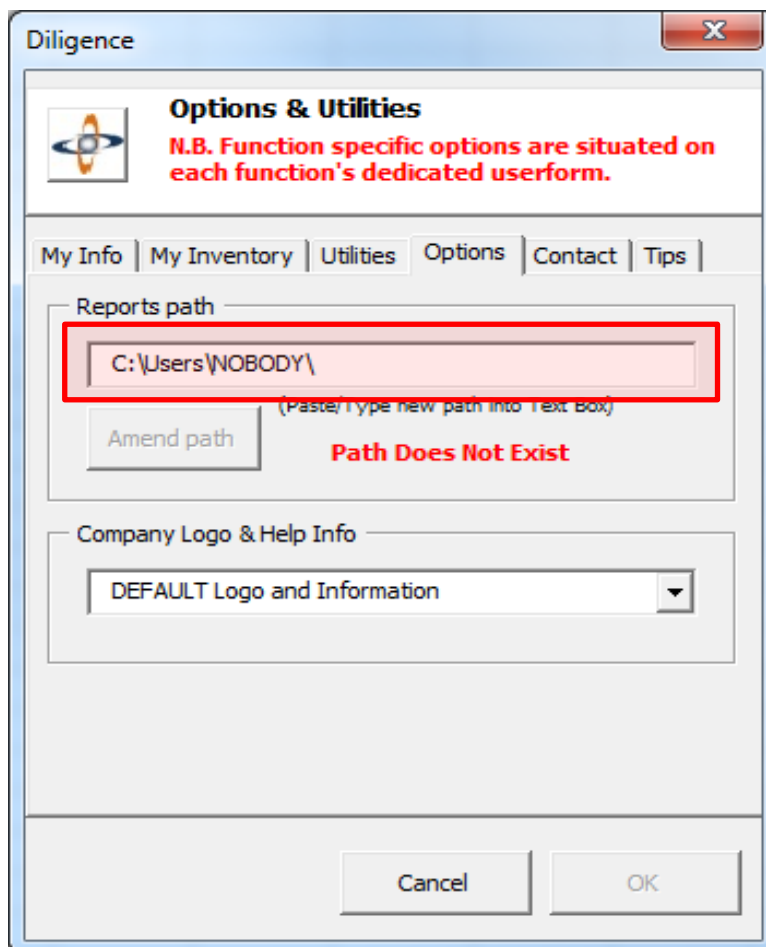 Diligence
Options & Utilities
N.B. Function specific options are situated on
each function's dedicated userform.
My Info
My Inventory
Utilities
Options
Contact
Tips
Reports path
C:\Users\NOBODY\
(Paste/Type new path into Text Box)
Amend path
Path Does Not Exist
Company Logo & Help Info
DEFAULT Logo and Information
Cancel
OK